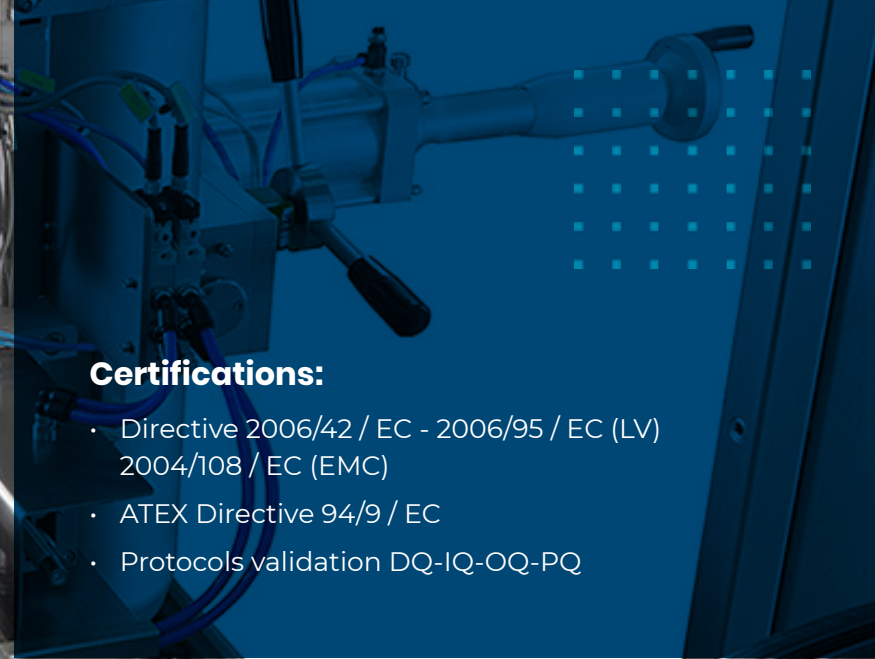 Certifications:
• Directive 2006/42 / EC - 2006/95 / EC (LV)
2004/108 / EC (EMC)
• ATEX Directive 94/9 / EC
• Protocols validation DQ-IQ-OQ-PQ